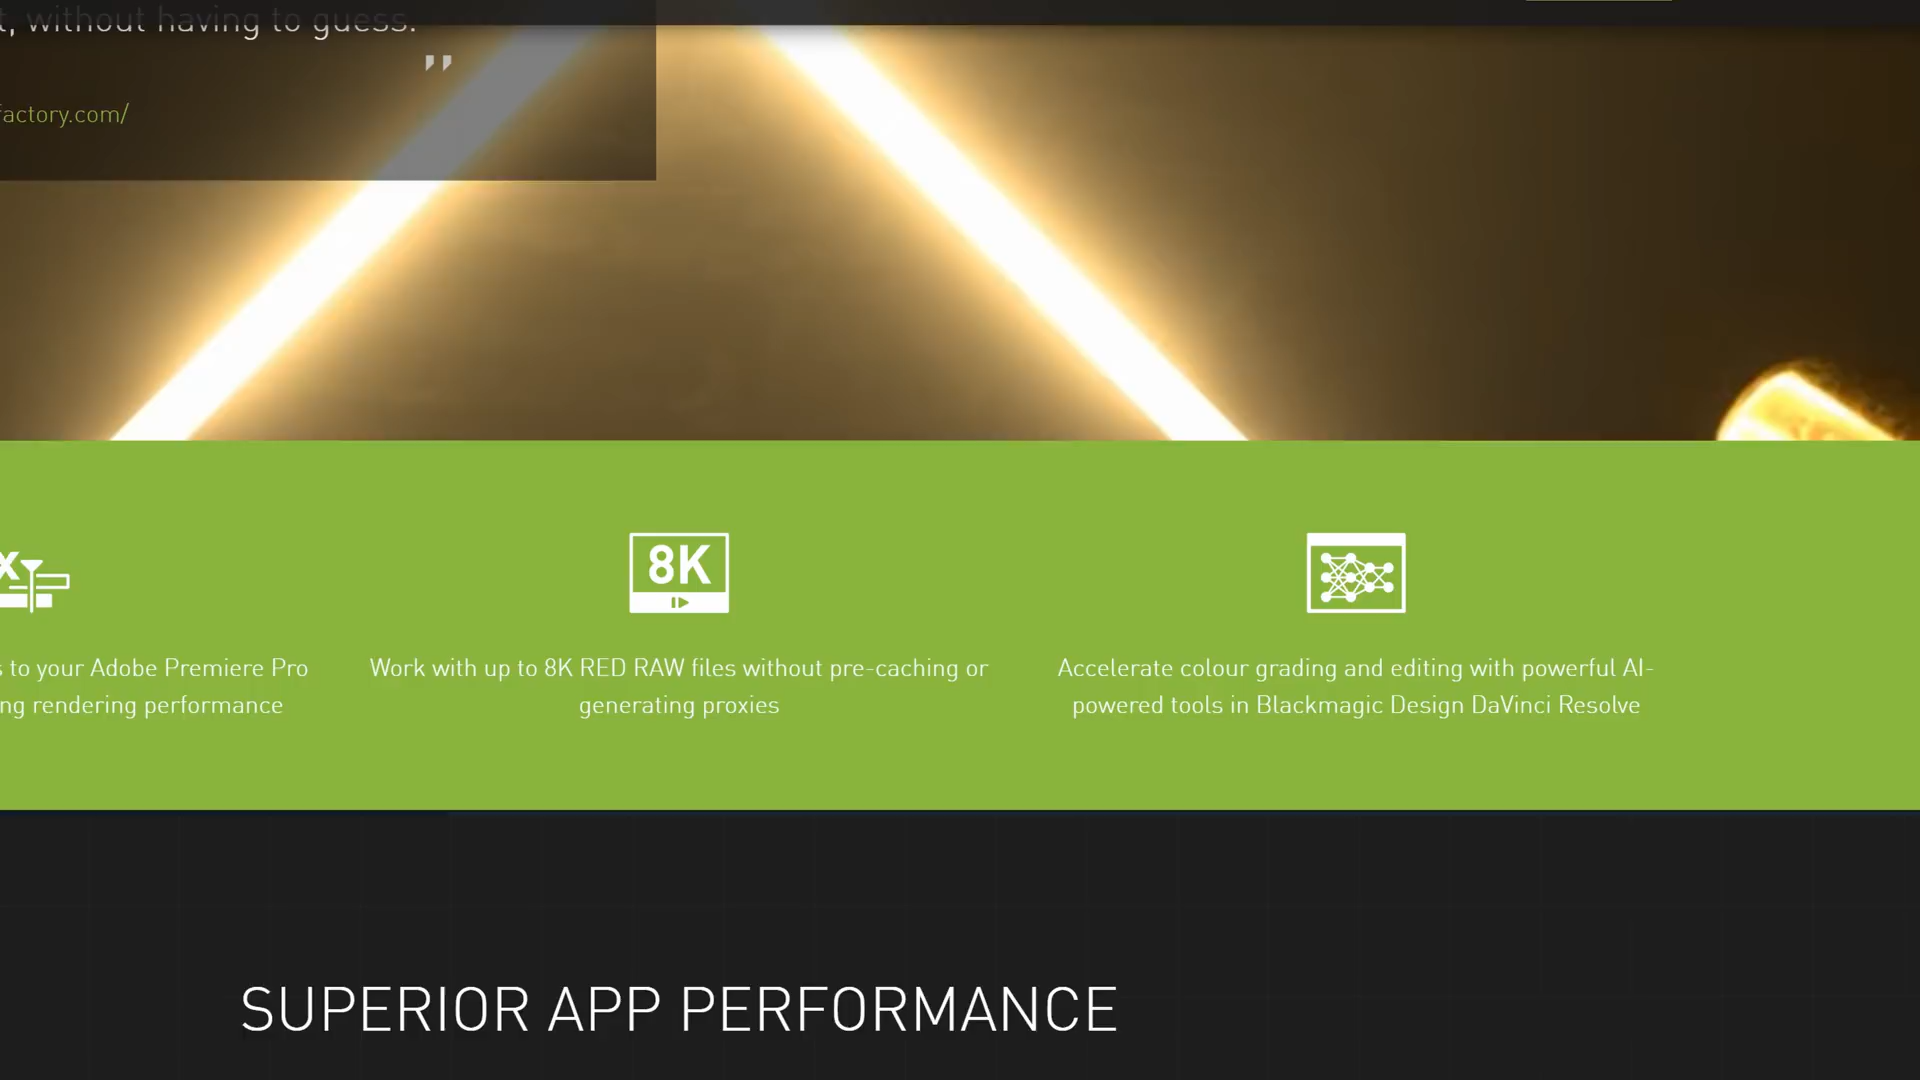 , without having to guess.
"
factory.com/
x
8K
s to your Adobe Premiere Pro
ng rendering performance
Work with up to 8K RED RAW files without pre-caching or
generating proxies
Accelerate colour grading and editing with powerful AI-
powered tools in Blackmagic Design DaVinci Resolve
SUPERIOR APP PERFORMANCE